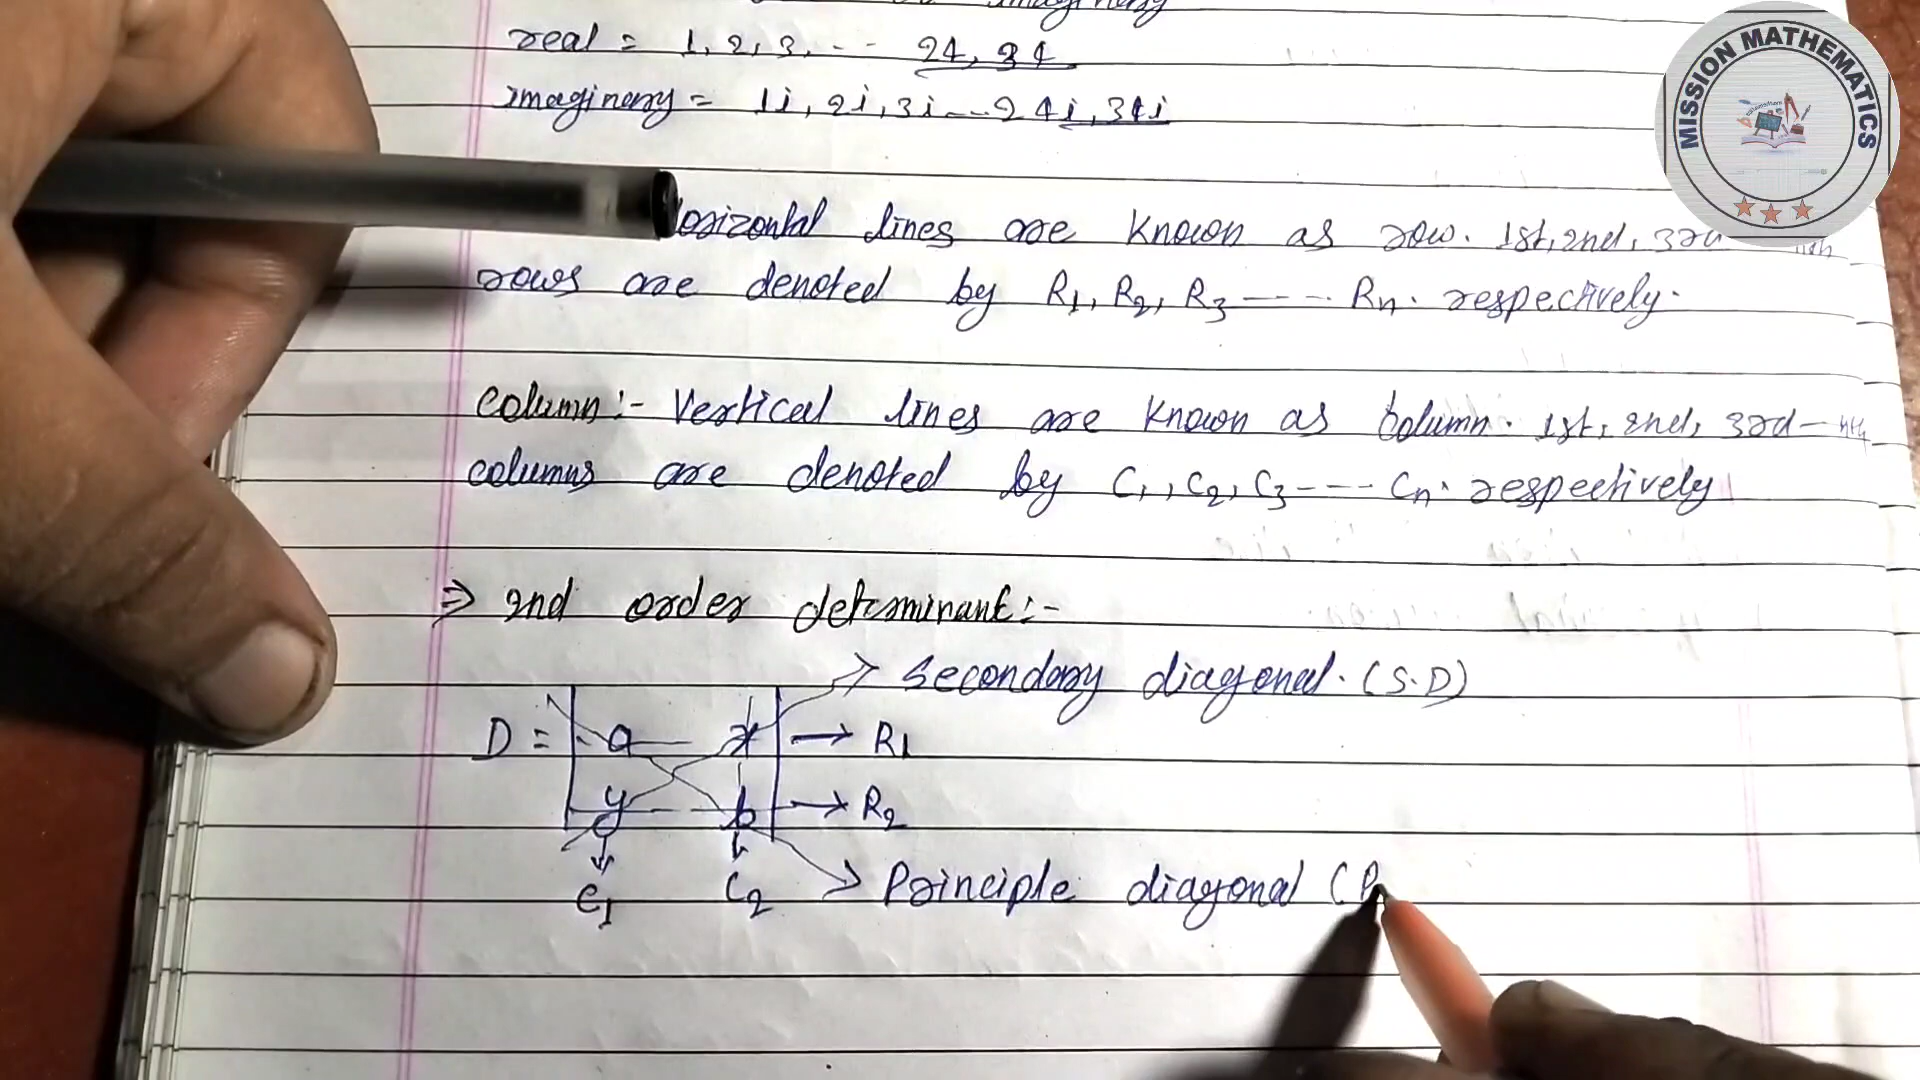 imaginary
real = 1, 2, 3, -- 24, 34
imaginary = 1i, 2i, 3i --- 24i, 34i
Horizontal lines are known as row. 1st, 2nd, 3rd nth
rows are denoted by R1, R2, R3 ---- Rn. respectively.
Column:- Vertical lines are known as column. 1st, 2nd, 3rd - nth
columns are denoted by C1, C2, C3 ---- Cn. respectively
⇒ 2nd order determinant:-
Secondary diagonal. (S.D)
D = | a x | → R1
y b → R2
C1 C2 Principle diagonal (P
MISSION MATHEMATICS